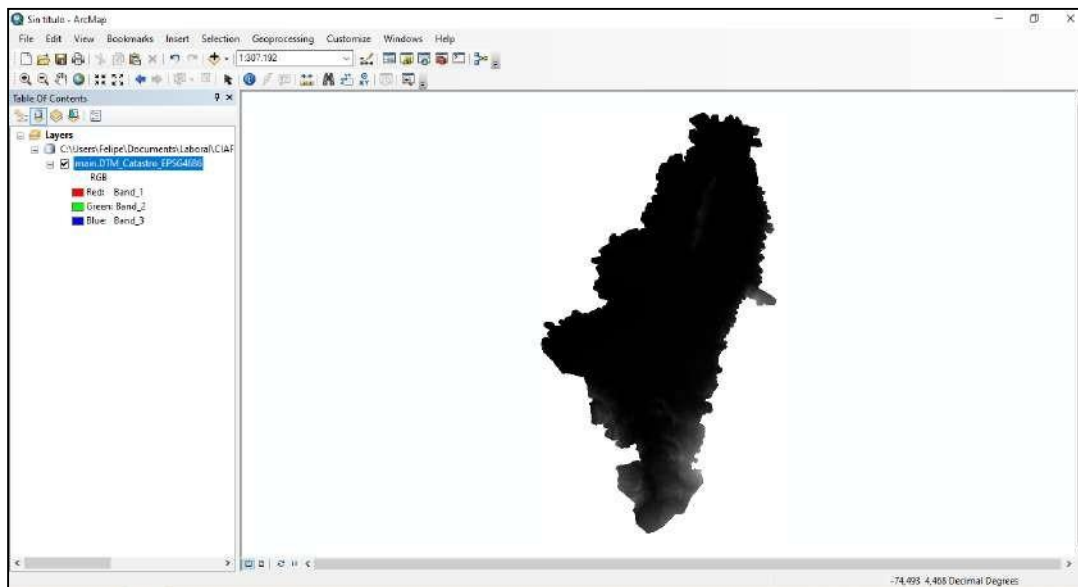 Sin título - ArcMap
File Edit View Bookmarks Insert Selection Geoprocessing Customize Windows Help
1:307.192
Table Of Contents
Layers
C:\Users\Felipe\Documents\Laboral\CIAF
main.DTM_Catastro_EPSG4686
RGB
Red: Band_1
Green: Band_2
Blue: Band_3
-74,493 4,468 Decimal Degrees